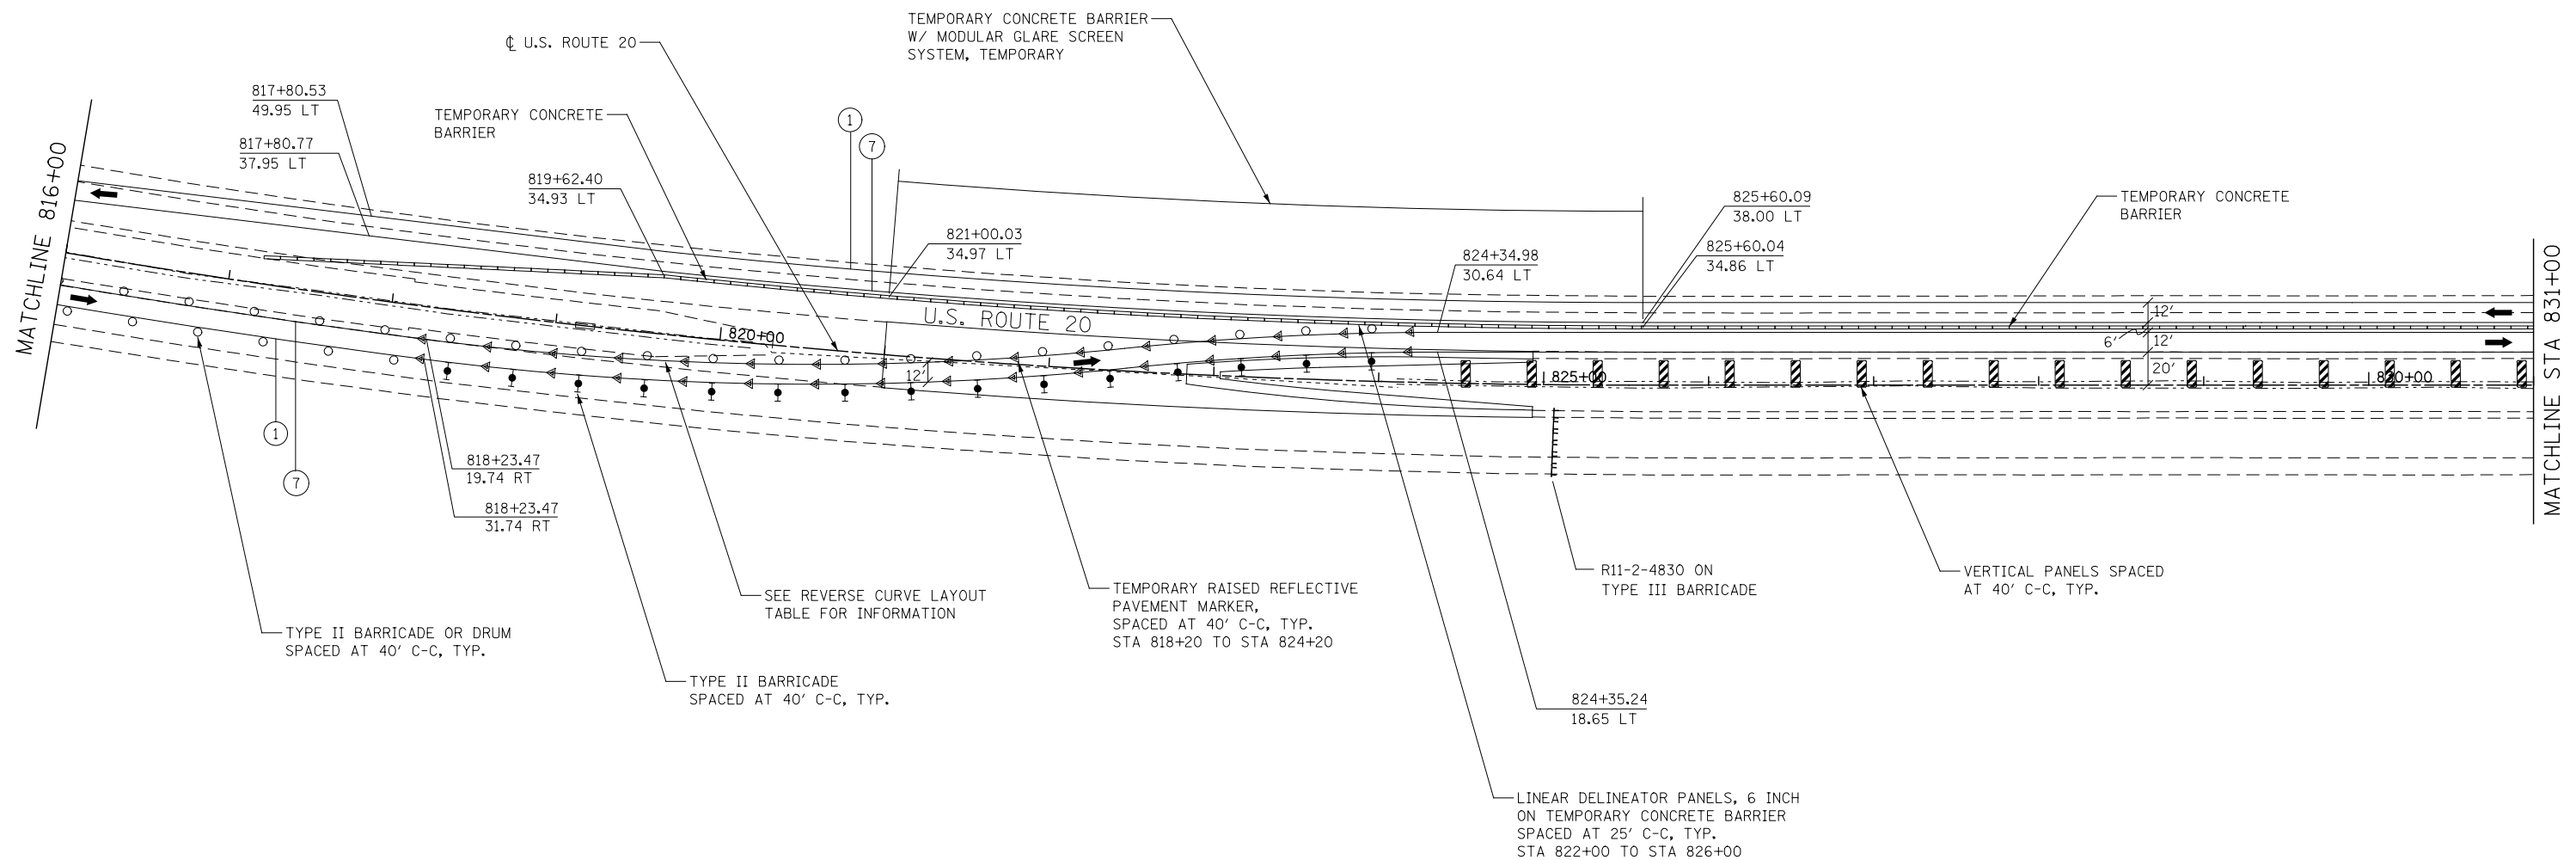 TEMPORARY CONCRETE BARRIER
W/ MODULAR GLARE SCREEN
SYSTEM, TEMPORARY
℄ U.S. ROUTE 20
817+80.53
49.95 LT
TEMPORARY CONCRETE
BARRIER
1
7
817+80.77
37.95 LT
819+62.40
34.93 LT
MATCHLINE 816+00
821+00.03
34.97 LT
825+60.09
38.00 LT
825+60.04
34.86 LT
824+34.98
30.64 LT
TEMPORARY CONCRETE
BARRIER
U.S. ROUTE 20
820+00
12'
825+00
830+00
12'
6'
12'
20'
MATCHLINE STA 831+00
1
7
818+23.47
19.74 RT
818+23.47
31.74 RT
TYPE II BARRICADE OR DRUM
SPACED AT 40' C-C, TYP.
TYPE II BARRICADE
SPACED AT 40' C-C, TYP.
SEE REVERSE CURVE LAYOUT
TABLE FOR INFORMATION
TEMPORARY RAISED REFLECTIVE
PAVEMENT MARKER,
SPACED AT 40' C-C, TYP.
STA 818+20 TO STA 824+20
R11-2-4830 ON
TYPE III BARRICADE
VERTICAL PANELS SPACED
AT 40' C-C, TYP.
824+35.24
18.65 LT
LINEAR DELINEATOR PANELS, 6 INCH
ON TEMPORARY CONCRETE BARRIER
SPACED AT 25' C-C, TYP.
STA 822+00 TO STA 826+00